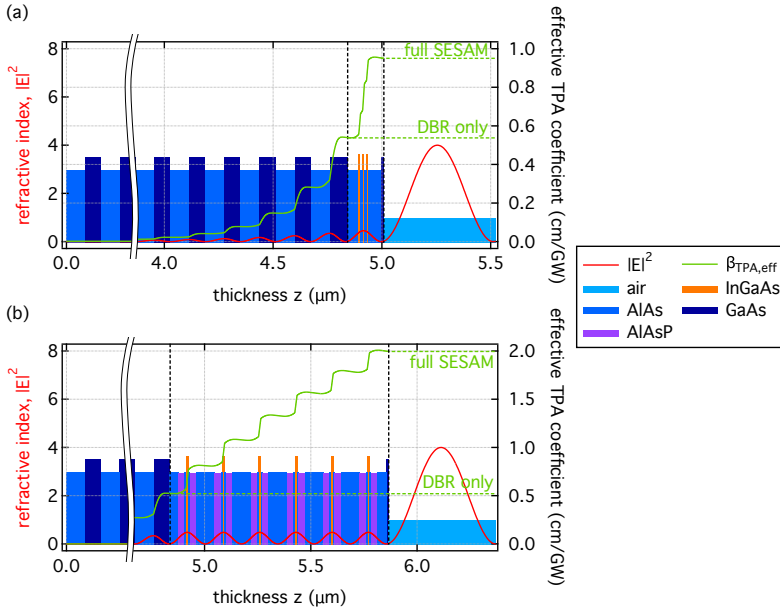 (a)
refractive index, |E|²
8
6
4
2
0
full SESAM
DBR only
1.0
0.8
0.6
0.4
0.2
0.0
effective TPA coefficient (cm/GW)
0.0
4.0
4.5
5.0
5.5
thickness z (μm)
|E|²
β_TPA,eff
air
InGaAs
AlAs
GaAs
AlAsP
(b)
refractive index, |E|²
8
6
4
2
0
full SESAM
DBR only
2.0
1.5
1.0
0.5
0.0
effective TPA coefficient (cm/GW)
0.0
5.0
5.5
6.0
thickness z (μm)